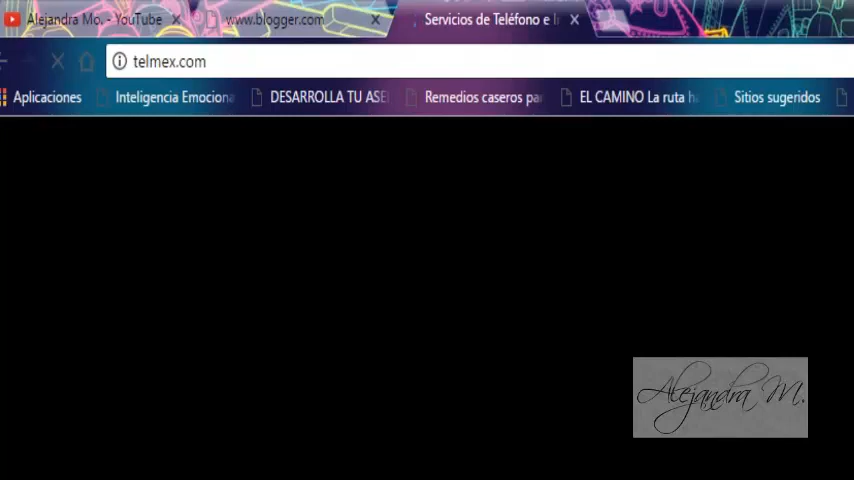 Alejandra Mo. - YouTube
www.blogger.com
Servicios de Teléfono e I
telmex.com
Aplicaciones
Inteligencia Emociona
DESARROLLA TU ASE
Remedios caseros pa
EL CAMINO La ruta h
Sitios sugeridos
Alejandra M.